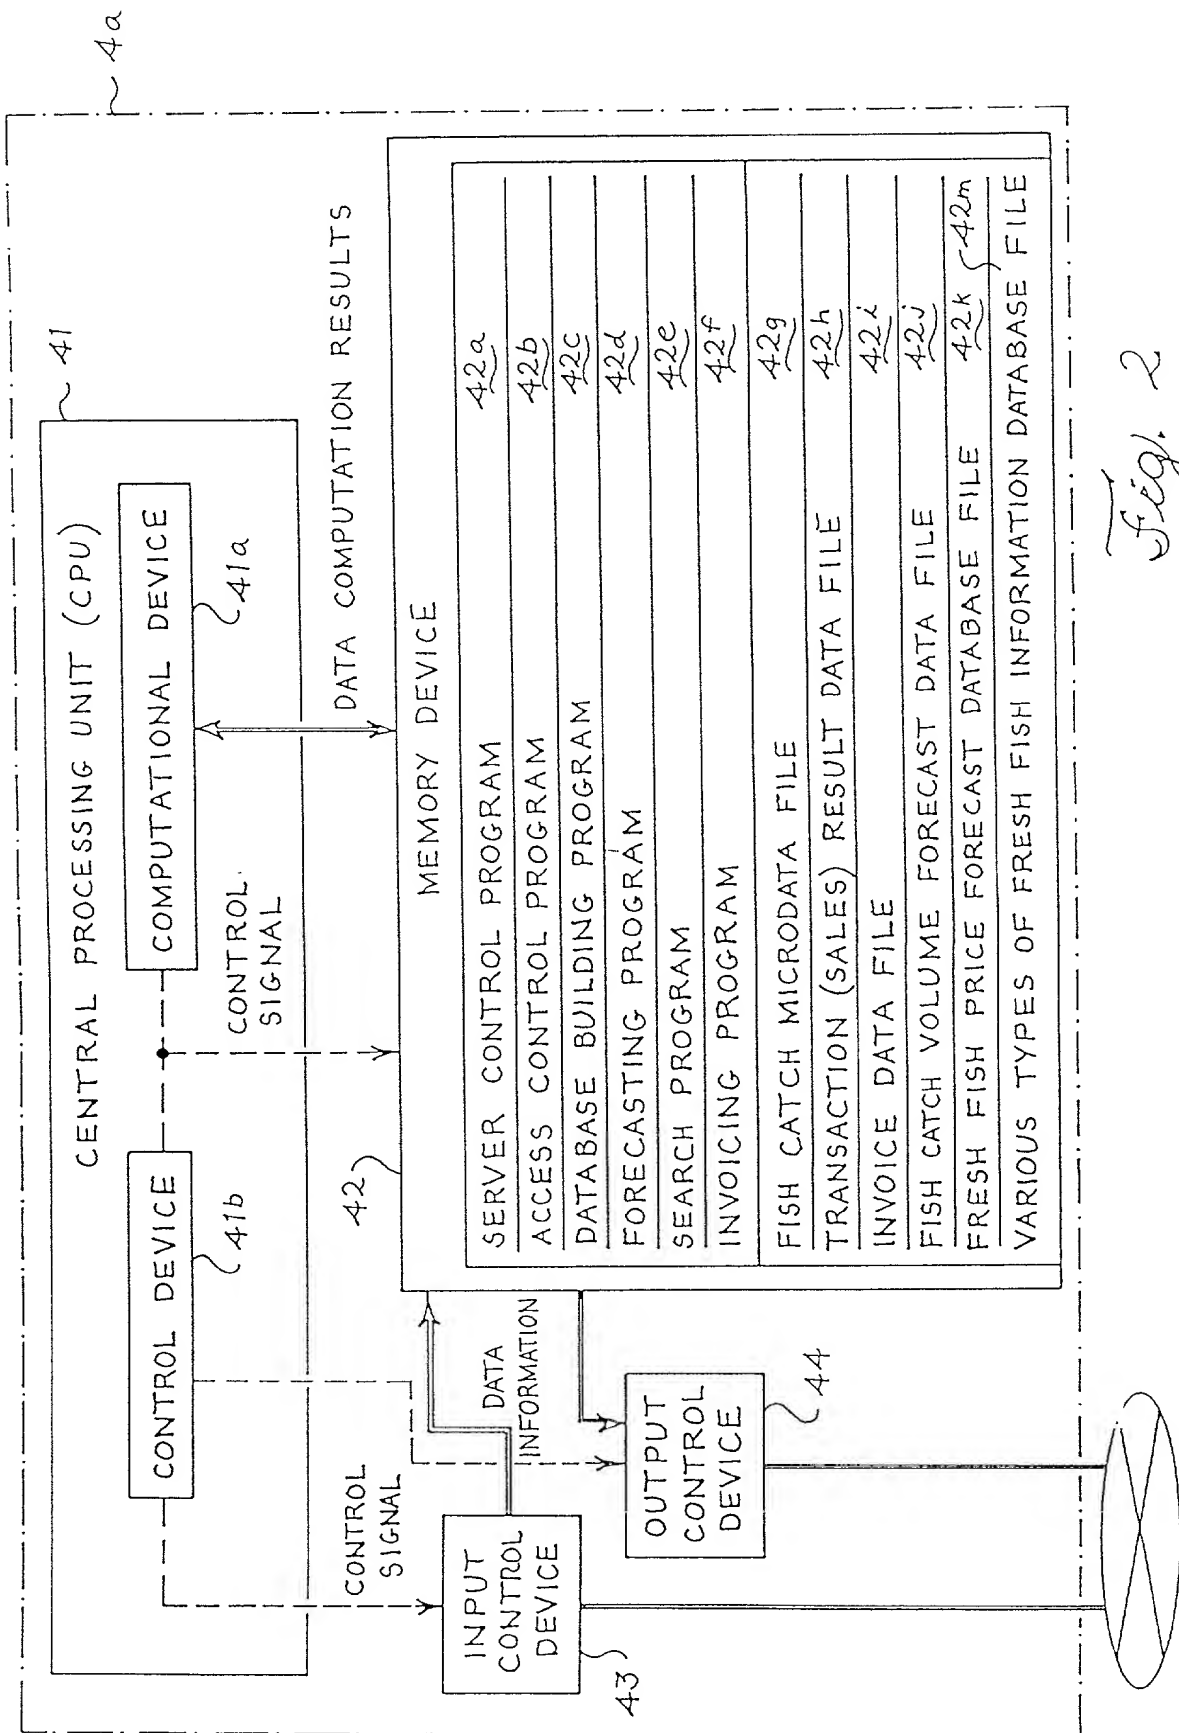 4a
41
CENTRAL PROCESSING UNIT (CPU)
CONTROL DEVICE
41b
COMPUTATIONAL DEVICE
41a
CONTROL
SIGNAL
DATA COMPUTATION RESULTS
CONTROL
SIGNAL
42
MEMORY DEVICE
SERVER CONTROL PROGRAM 42a
ACCESS CONTROL PROGRAM 42b
DATABASE BUILDING PROGRAM 42c
FORECASTING PROGRAM 42d
SEARCH PROGRAM 42e
INVOICING PROGRAM 42f
FISH CATCH MICRODATA FILE 42g
TRANSACTION (SALES) RESULT DATA FILE 42h
INVOICE DATA FILE 42i
FISH CATCH VOLUME FORECAST DATA FILE 42j
FRESH FISH PRICE FORECAST DATABASE FILE 42k
42m
VARIOUS TYPES OF FRESH FISH INFORMATION DATABASE FILE
DATA
INFORMATION
INPUT
CONTROL
DEVICE
43
OUTPUT
CONTROL
DEVICE
44
Fig. 2